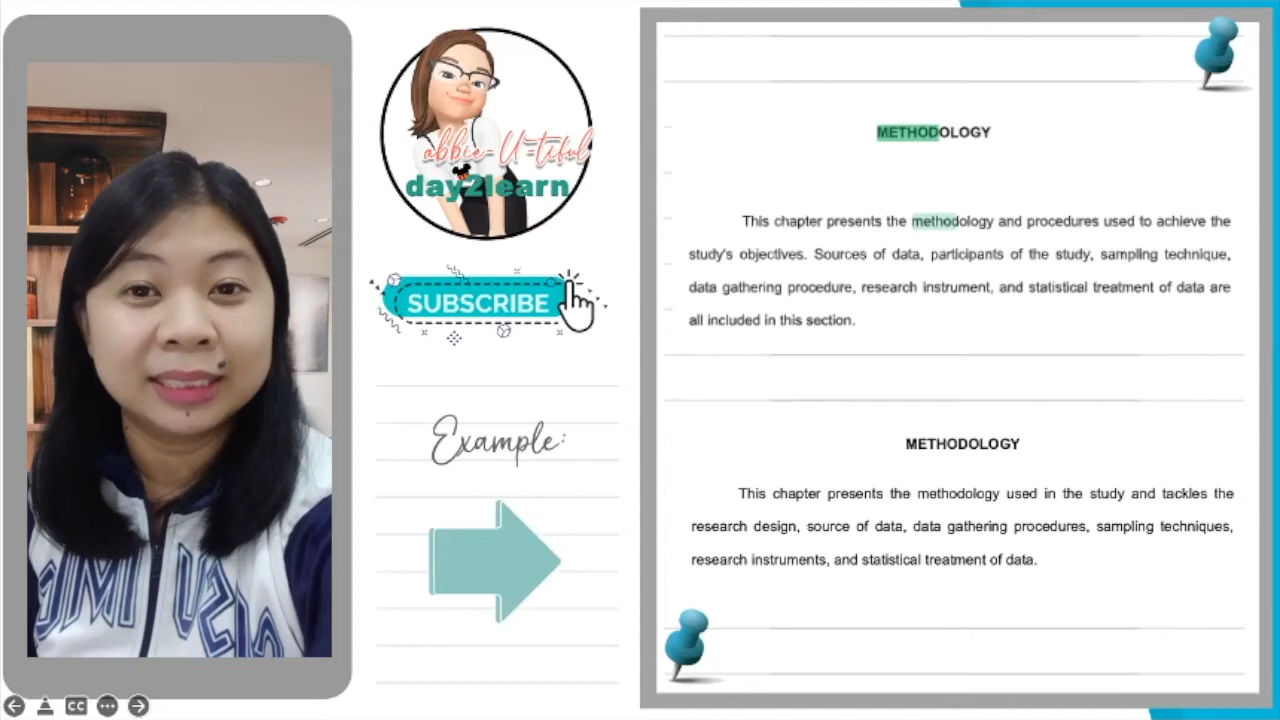 abbie-U-tiful
day2learn
SUBSCRIBE
Example:
METHODOLOGY
This chapter presents the methodology and procedures used to achieve the
study's objectives. Sources of data, participants of the study, sampling technique,
data gathering procedure, research instrument, and statistical treatment of data are
all included in this section.
METHODOLOGY
This chapter presents the methodology used in the study and tackles the
research design, source of data, data gathering procedures, sampling techniques,
research instruments, and statistical treatment of data.
CC